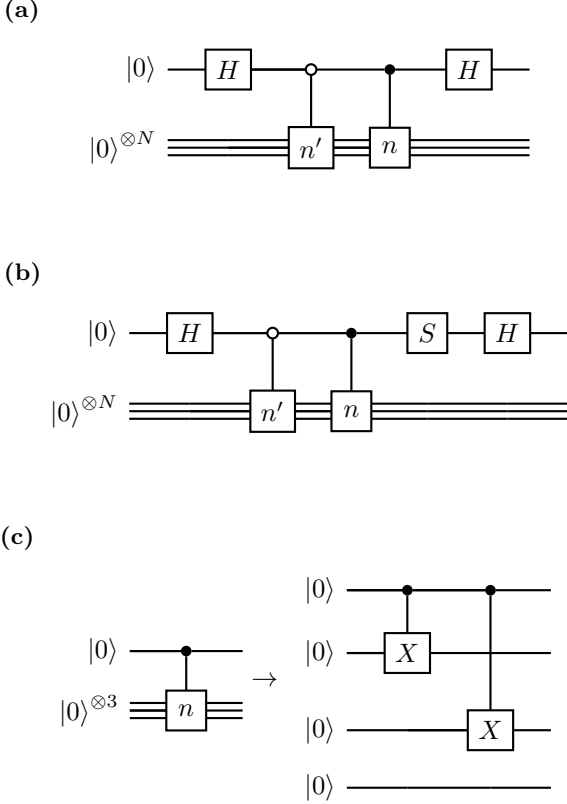 (a)
|0⟩ H H
|0⟩^{⊗N} n′ n
(b)
|0⟩ H S H
|0⟩^{⊗N} n′ n
(c)
|0⟩
|0⟩ |0⟩ X
|0⟩^{⊗3} n →
|0⟩ X
|0⟩